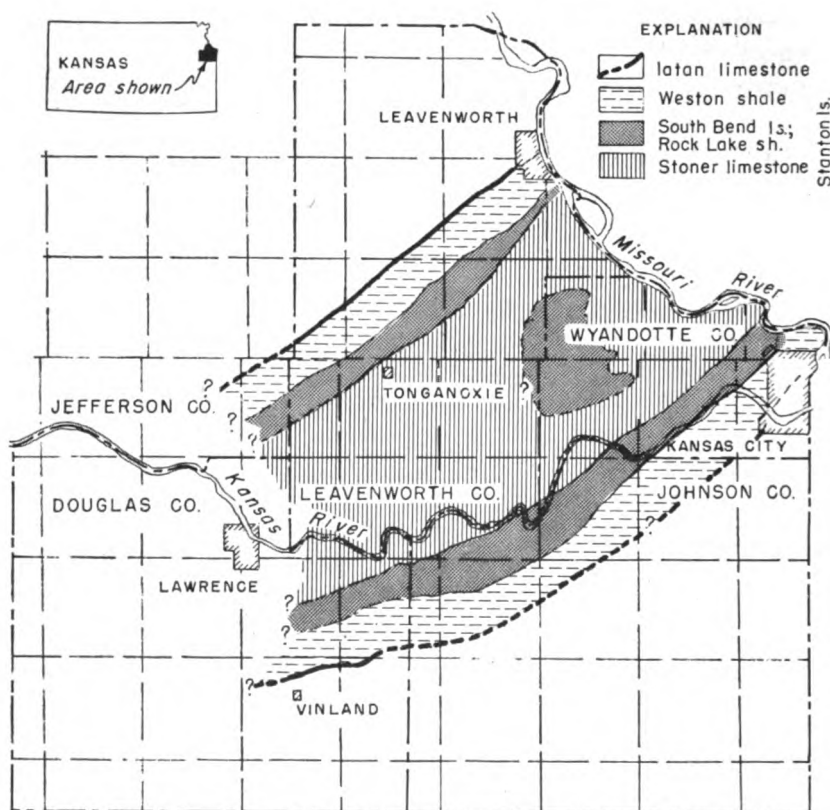 KANSAS
Area shown
EXPLANATION
Iatan limestone
Weston shale
South Bend ls.;
Rock Lake sh.
Stoner limestone
Stanton ls.
LEAVENWORTH
Missouri
River
WYANDOTTE CO.
?
TONGANOXIE
?
JEFFERSON CO.
?
?
KANSAS CITY
Kansas
River
LEAVENWORTH CO.
JOHNSON CO.
DOUGLAS CO.
?
LAWRENCE
?
?
?
VINLAND